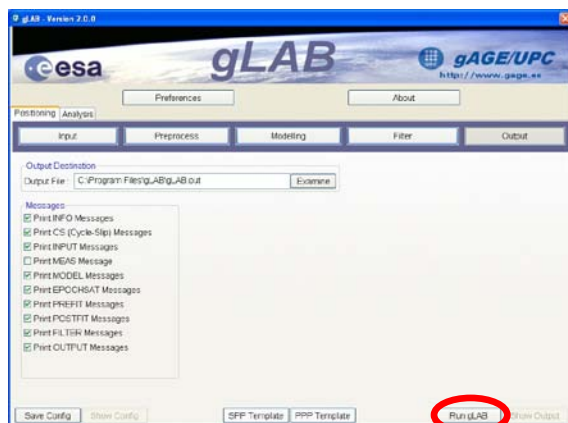 gLAB - Version 2.0.0
esa
gLAB
gAGE/UPC
http://www.gage.es
Preferences
About
Positioning
Analysis
Input
Preprocess
Modelling
Filter
Output
Output Destination
Output File :
C:\Program Files\gLAB\gLAB.out
Examine
Messages
Print INFO Messages
Print CS (Cycle-Slip) Messages
Print INPUT Messages
Print MEAS Message
Print MODEL Messages
Print EPOCHSAT Messages
Print PREFIT Messages
Print POSTFIT Messages
Print FILTER Messages
Print OUTPUT Messages
Save Config
Show Config
SPP Template
PPP Template
Run gLAB
Show Output